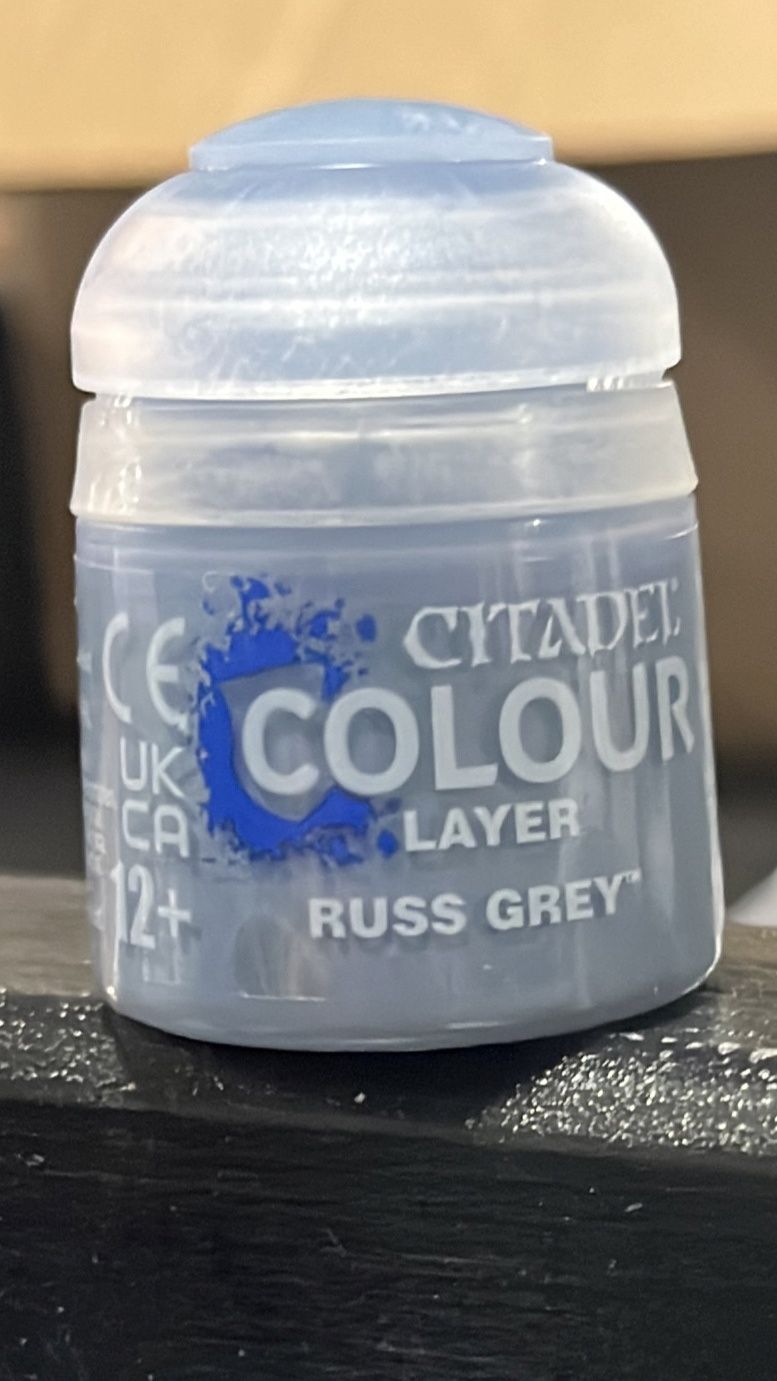 CITADEL
COLOUR
LAYER
RUSS GREY™
CE
UK
CA
12+